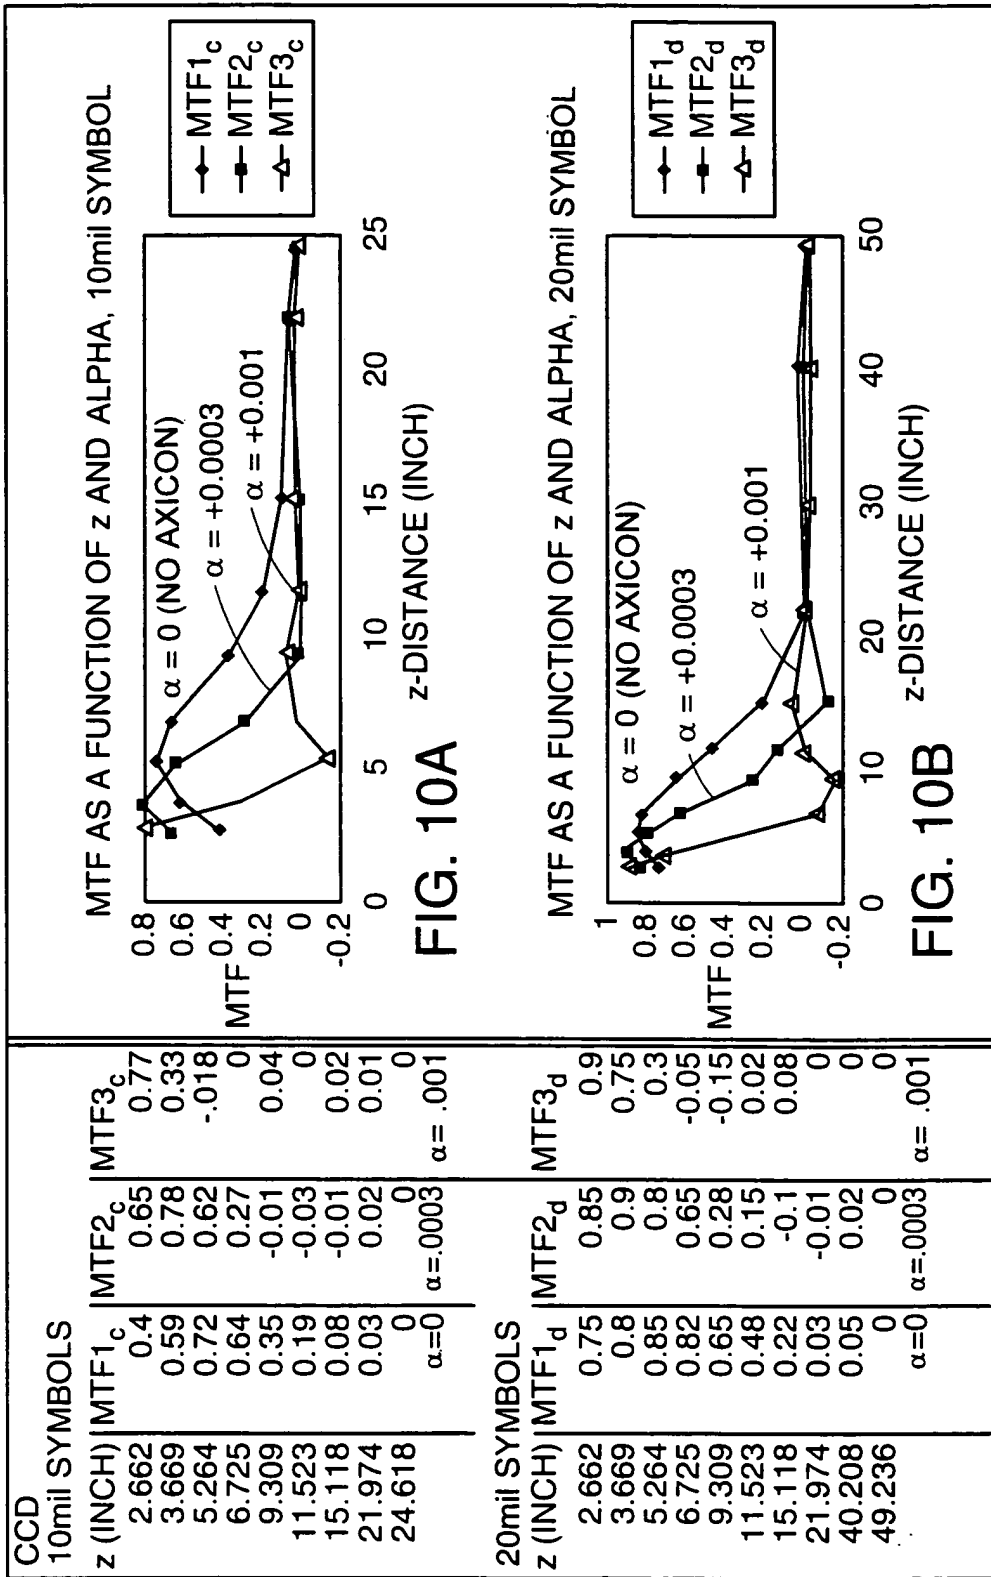 CCD
10mil SYMBOLS
z (INCH) MTF1c MTF2c MTF3c
2.662 0.4 0.65 0.77
3.669 0.59 0.78 0.33
5.264 0.72 0.62 -.018
6.725 0.64 0.27 0
9.309 0.35 -0.01 0.04
11.523 0.19 -0.03 0
15.118 0.08 -0.01 0.02
21.974 0.03 0.02 0.01
24.618 0 0 0
α=0 α=.0003 α= .001
20mil SYMBOLS
z (INCH) MTF1d MTF2d MTF3d
2.662 0.75 0.85 0.9
3.669 0.8 0.9 0.75
5.264 0.85 0.8 0.3
6.725 0.82 0.65 -0.05
9.309 0.65 0.28 -0.15
11.523 0.48 0.15 0.02
15.118 0.22 -0.1 0.08
21.974 0.03 -0.01 0
40.208 0.05 0.02 0
49.236 0 0 0
α=0 α=.0003 α= .001
MTF AS A FUNCTION OF z AND ALPHA, 10mil SYMBOL
0.8
0.6
0.4
0.2
0
-0.2
MTF
α = 0 (NO AXICON)
α = +0.0003
α = +0.001
0 5 10 15 20 25
z-DISTANCE (INCH)
MTF1c
MTF2c
MTF3c
FIG. 10A
MTF AS A FUNCTION OF z AND ALPHA, 20mil SYMBOL
1
0.8
0.6
0.4
0.2
0
-0.2
MTF
α = 0 (NO AXICON)
α = +0.0003
α = +0.001
0 10 20 30 40 50
z-DISTANCE (INCH)
MTF1d
MTF2d
MTF3d
FIG. 10B